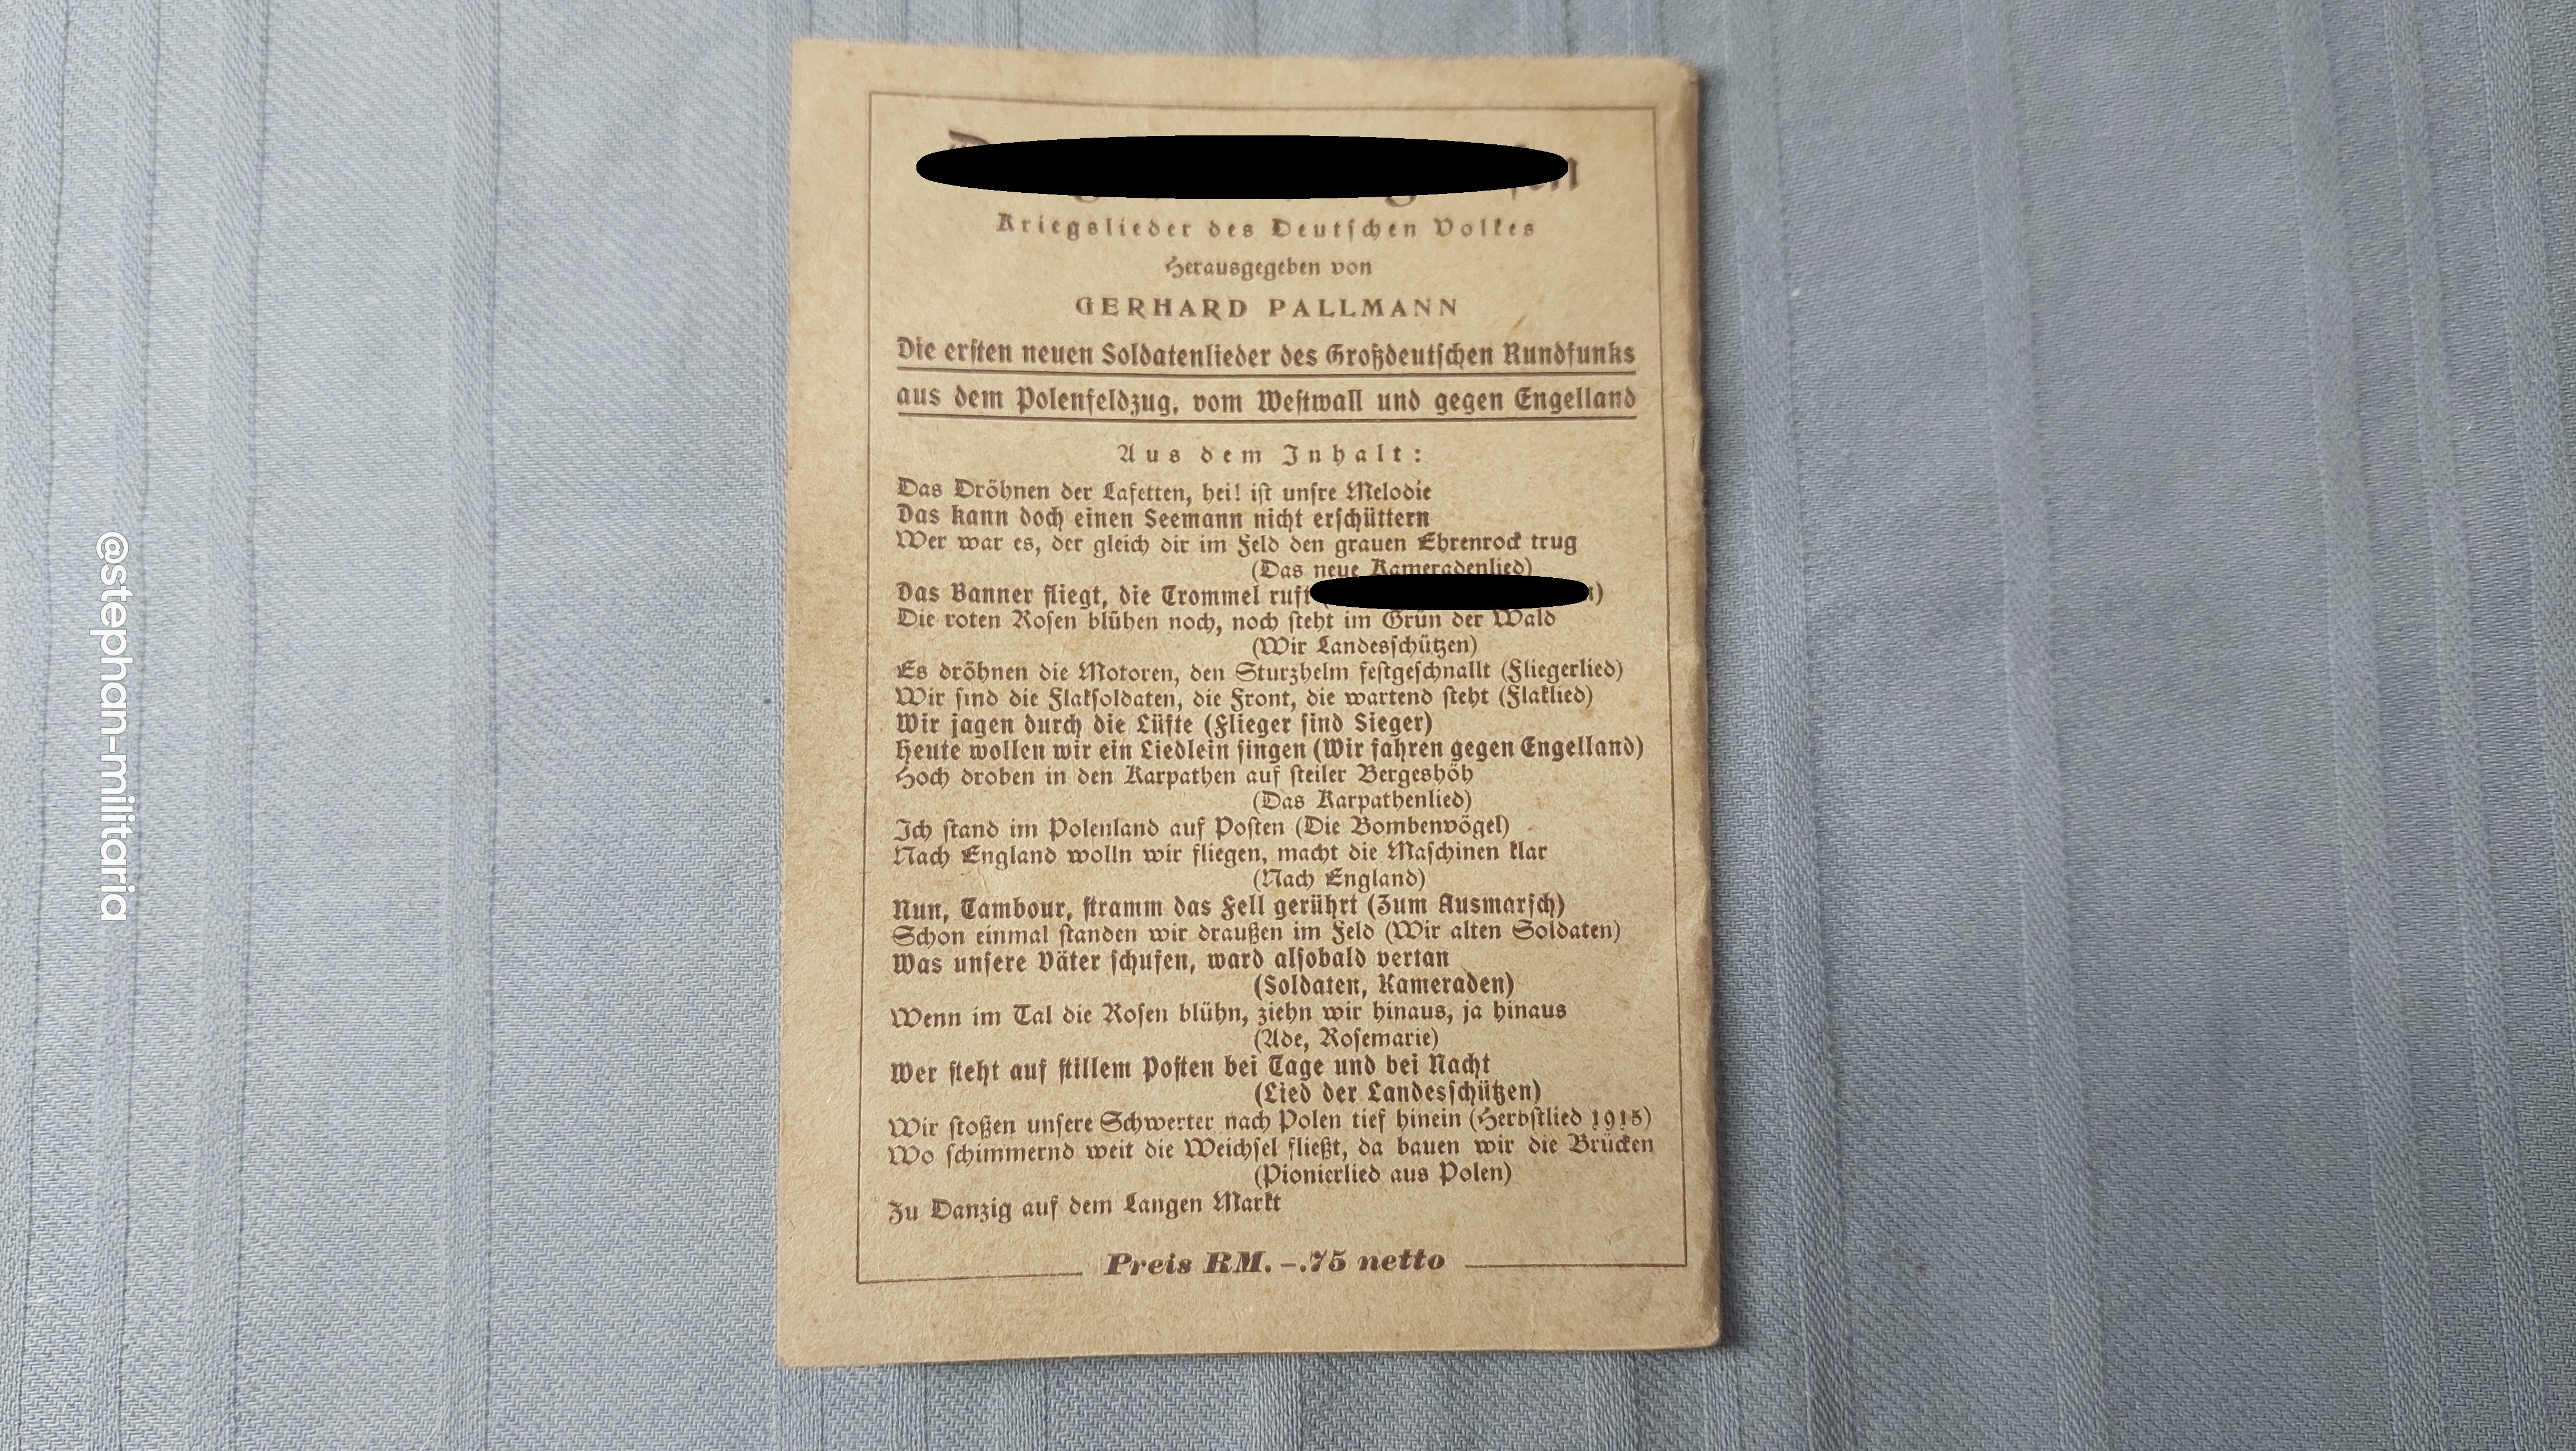 Kriegslieder des Deutschen Volkes
Herausgegeben von
GERHARD PALLMANN
Die ersten neuen Soldatenlieder des Großdeutschen Rundfunks
aus dem Polenfeldzug, vom Westwall und gegen Engelland
Aus dem Inhalt:
Das Dröhnen der Lafetten, hei! ist unsre Melodie
Das kann doch einen Seemann nicht erschüttern
Wer war es, der gleich dir im Feld den grauen Ehrenrock trug
(Das neue Kameradenlied)
Das Banner fliegt, die Trommel ruft
Die roten Rosen blühen noch, noch steht im Grün der Wald
(Wir Landesschützen)
Es dröhnen die Motoren, den Sturzhelm festgeschnallt (Fliegerlied)
Wir sind die Flaksoldaten, die Front, die wartend steht (Flaklied)
Wir jagen durch die Lüfte (Flieger sind Sieger)
Heute wollen wir ein Liedlein singen (Wir fahren gegen Engelland)
Hoch droben in den Karpathen auf steiler Bergeshöh
(Das Karpathenlied)
Ich stand im Polenland auf Posten (Die Bombenvögel)
Nach England wolln wir fliegen, macht die Maschinen klar
(Nach England)
Nun, Tambour, stramm das Fell gerührt (Zum Ausmarsch)
Schon einmal standen wir draußen im Feld (Wir alten Soldaten)
Was unsere Väter schufen, ward alsobald vertan
(Soldaten, Kameraden)
Wenn im Tal die Rosen blühn, ziehn wir hinaus, ja hinaus
(Ade, Rosemarie)
Wer steht auf stillem Posten bei Tage und bei Nacht
(Lied der Landesschützen)
Wir stoßen unsere Schwerter nach Polen tief hinein (Herbstlied 1915)
Wo schimmernd weit die Weichsel fließt, da bauen wir die Brücken
(Pionierlied aus Polen)
Zu Danzig auf dem Langen Markt
Preis RM. -.75 netto
@stephan-militaria